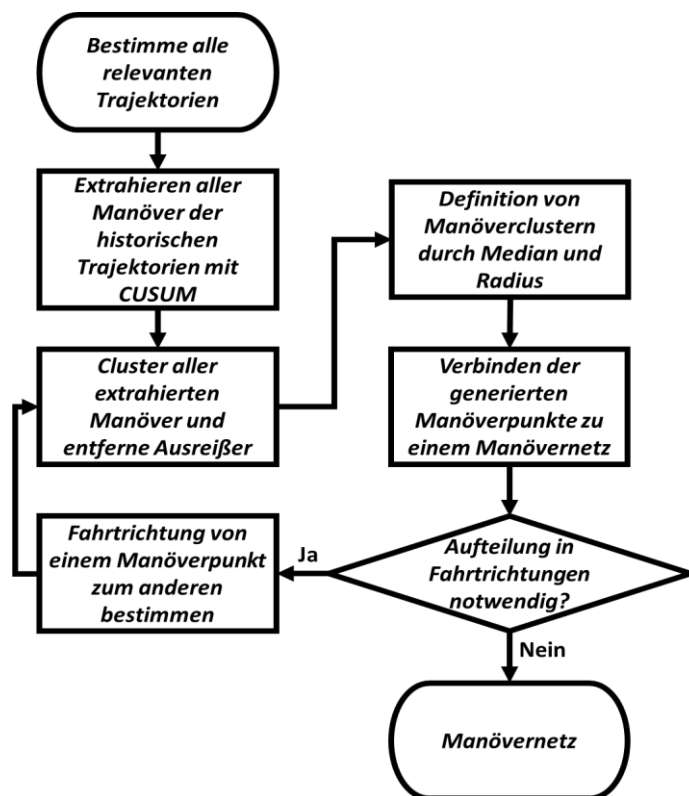 Bestimme alle
relevanten
Trajektorien
Extrahieren aller
Manöver der
historischen
Trajektorien mit
CUSUM
Cluster aller
extrahierten
Manöver und
entferne Ausreißer
Definition von
Manöverclustern
durch Median und
Radius
Verbinden der
generierten
Manöverpunkte zu
einem Manövernetz
Aufteilung in
Fahrtrichtungen
notwendig?
Ja
Fahrtrichtung von
einem Manöverpunkt
zum anderen
bestimmen
Nein
Manövernetz